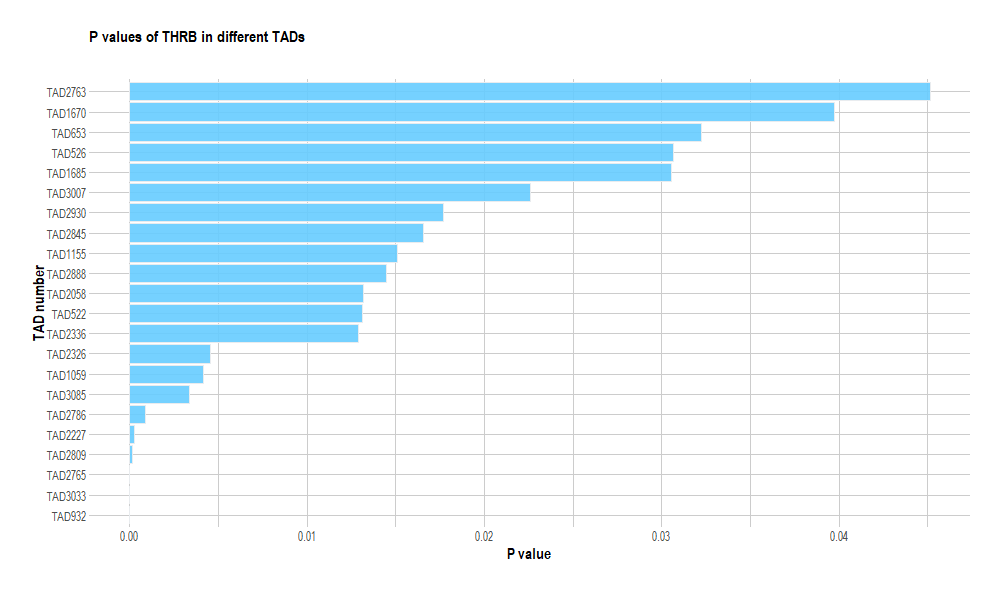 P values of THRB in different TADs
TAD number
TAD2763
TAD1670
TAD653
TAD526
TAD1685
TAD3007
TAD2930
TAD2845
TAD1155
TAD2888
TAD2058
TAD522
TAD2336
TAD2326
TAD1059
TAD3085
TAD2786
TAD2227
TAD2809
TAD2765
TAD3033
TAD932
0.00 0.01 0.02 0.03 0.04
P value